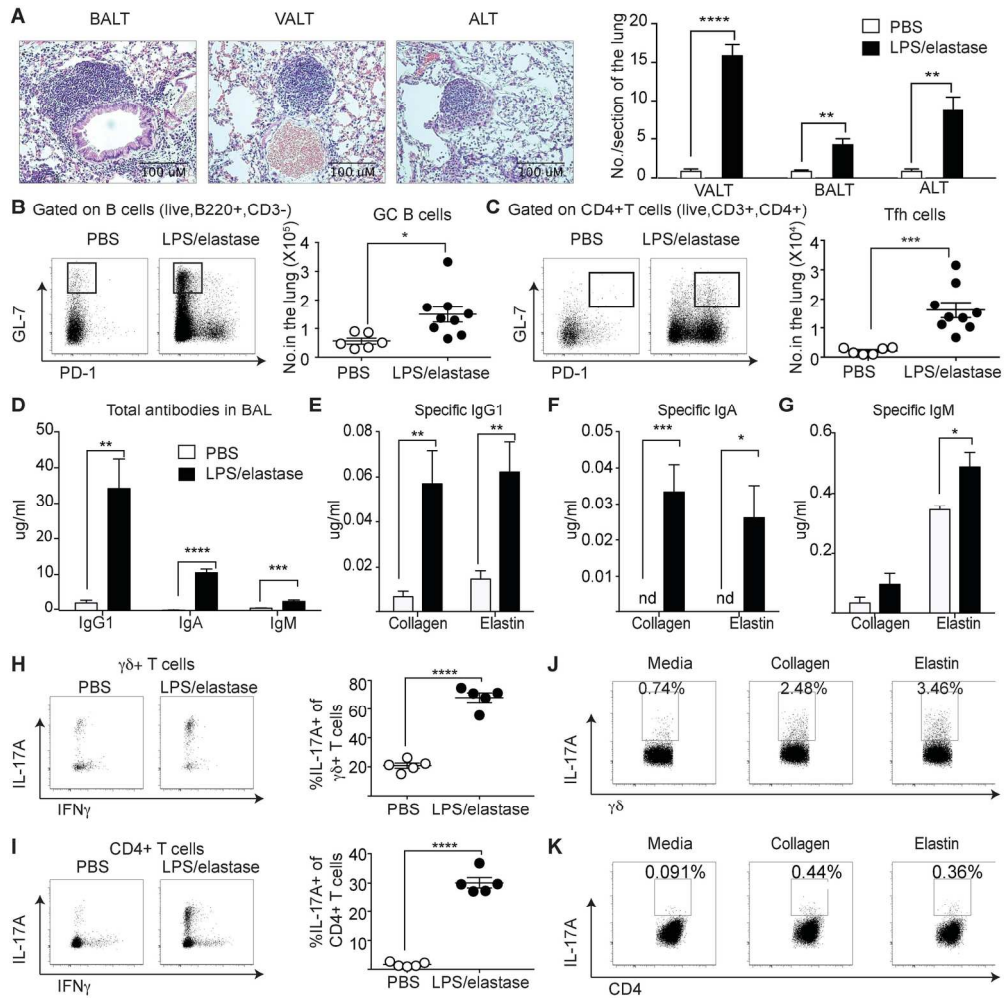 A
BALT
VALT
ALT
100 uM
100 uM
100 uM
No./section of the lung
20
15
10
5
0
****
**
**
PBS
LPS/elastase
VALT
BALT
ALT
B Gated on B cells (live,B220+,CD3-)
PBS
LPS/elastase
GL-7
PD-1
GC B cells
No.in the lung (X10⁵)
4
3
2
1
0
*
PBS
LPS/elastase
C Gated on CD4+T cells (live,CD3+,CD4+)
PBS
LPS/elastase
GL-7
PD-1
Tfh cells
No.in the lung (X10⁴)
4
3
2
1
0
***
PBS
LPS/elastase
D
Total antibodies in BAL
ug/ml
50
40
30
20
10
0
**
****
***
PBS
LPS/elastase
IgG1
IgA
IgM
E
Specific IgG1
ug/ml
0.08
0.06
0.04
0.02
**
**
Collagen
Elastin
F
Specific IgA
ug/ml
0.05
0.04
0.03
0.02
0.01
***
*
nd
nd
Collagen
Elastin
G
Specific IgM
ug/ml
0.6
0.4
0.2
*
Collagen
Elastin
H
γδ+ T cells
PBS
LPS/elastase
IL-17A
IFNγ
%IL-17A+ of
γδ+ T cells
80
60
40
20
****
PBS
LPS/elastase
I
CD4+ T cells
PBS
LPS/elastase
IL-17A
IFNγ
%IL-17A+ of
CD4+ T cells
40
30
20
10
****
PBS
LPS/elastase
J
Media
Collagen
Elastin
0.74%
2.48%
3.46%
IL-17A
γδ
K
Media
Collagen
Elastin
0.091%
0.44%
0.36%
IL-17A
CD4